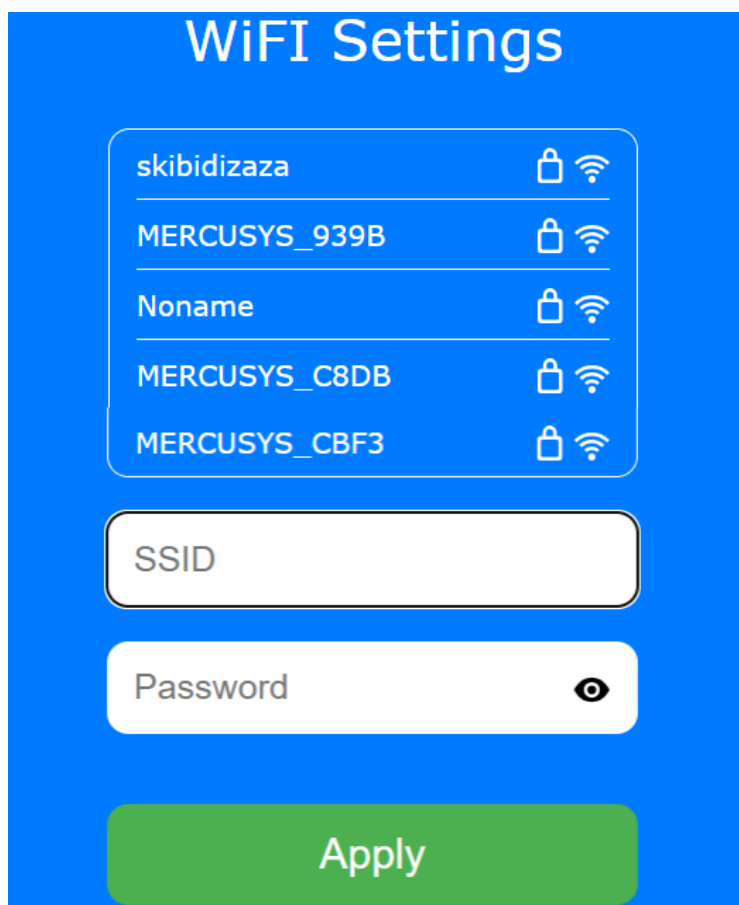 WiFI Settings
skibidizaza
MERCUSYS_939B
Noname
MERCUSYS_C8DB
MERCUSYS_CBF3
SSID
Password
Apply